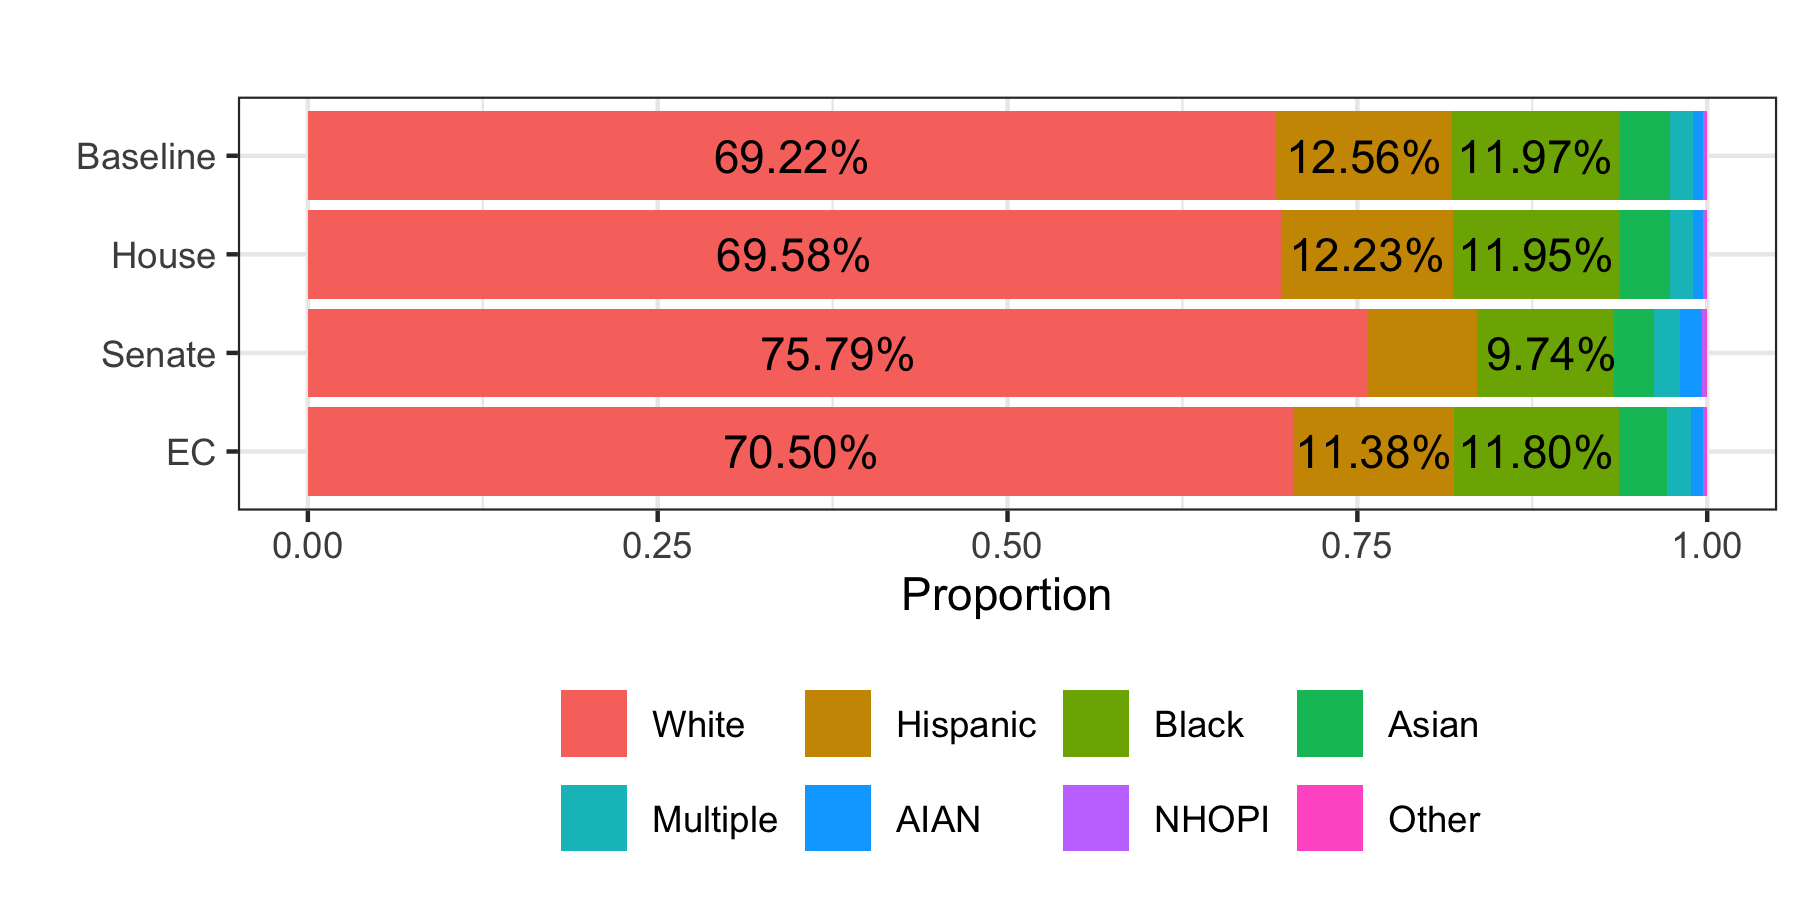 Baseline 69.22% 12.56% 11.97%
House 69.58% 12.23% 11.95%
Senate 75.79% 9.74%
EC 70.50% 11.38% 11.80%
0.00 0.25 0.50 0.75 1.00
Proportion
White Hispanic Black Asian
Multiple AIAN NHOPI Other